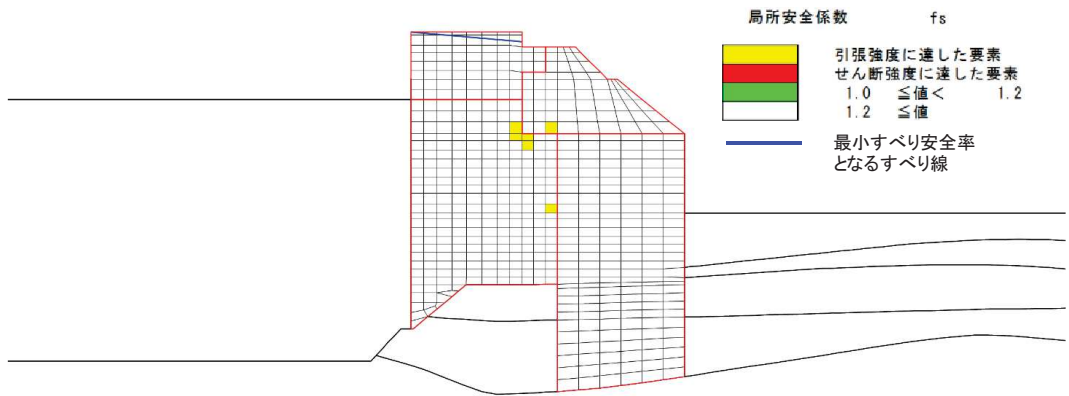 局所安全係数 fs
引張強度に達した要素
せん断強度に達した要素
1.0 ≦値< 1.2
1.2 ≦値
最小すべり安全率
となるすべり線